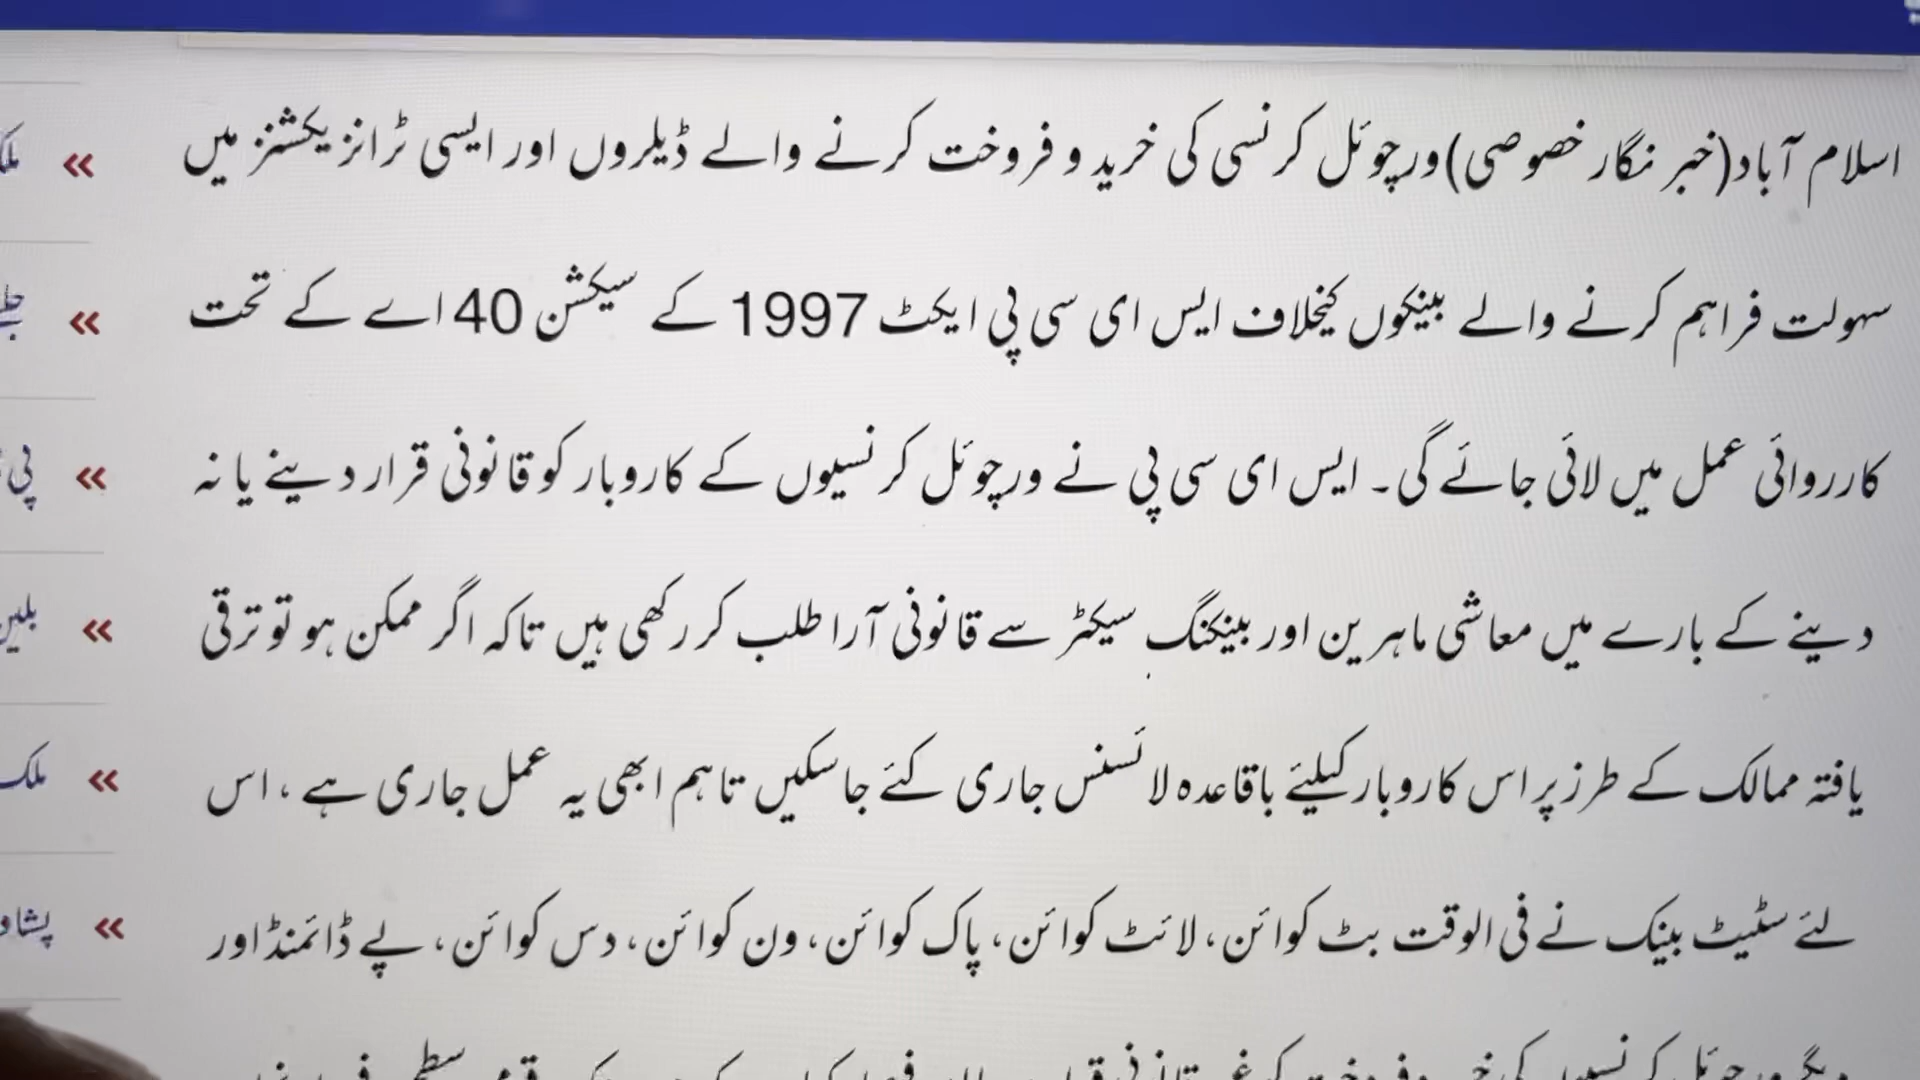 اسلام آباد(خبر نگار خصوصی)ورچوئل کرنسی کی خرید و فروخت کرنے والے ڈیلروں اور ایسی ٹرانزیکشنز میں
سہولت فراہم کرنے والے بینکوں کیخلاف ایس ای سی پی ایکٹ 1997 کے سیکشن 40 اے کے تحت
کارروائی عمل میں لائی جائے گی۔ ایس ای سی پی نے ورچوئل کرنسیوں کے کاروبار کو قانونی قرار دینے یا نہ
دینے کے بارے میں معاشی ماہرین اور بینکنگ سیکٹر سے قانونی آرا طلب کر رکھی ہیں تاکہ اگر ممکن ہو تو ترقی
یافتہ ممالک کے طرز پر اس کاروبار کیلئے باقاعدہ لائسنس جاری کئے جاسکیں تاہم ابھی یہ عمل جاری ہے ، اس
لئے سٹیٹ بینک نے فی الوقت بٹ کوائن، لائٹ کوائن، پاک کوائن، ون کوائن، دس کوائن، پے ڈائمنڈ اور
»
»
»
پی
»
»
ملک
»